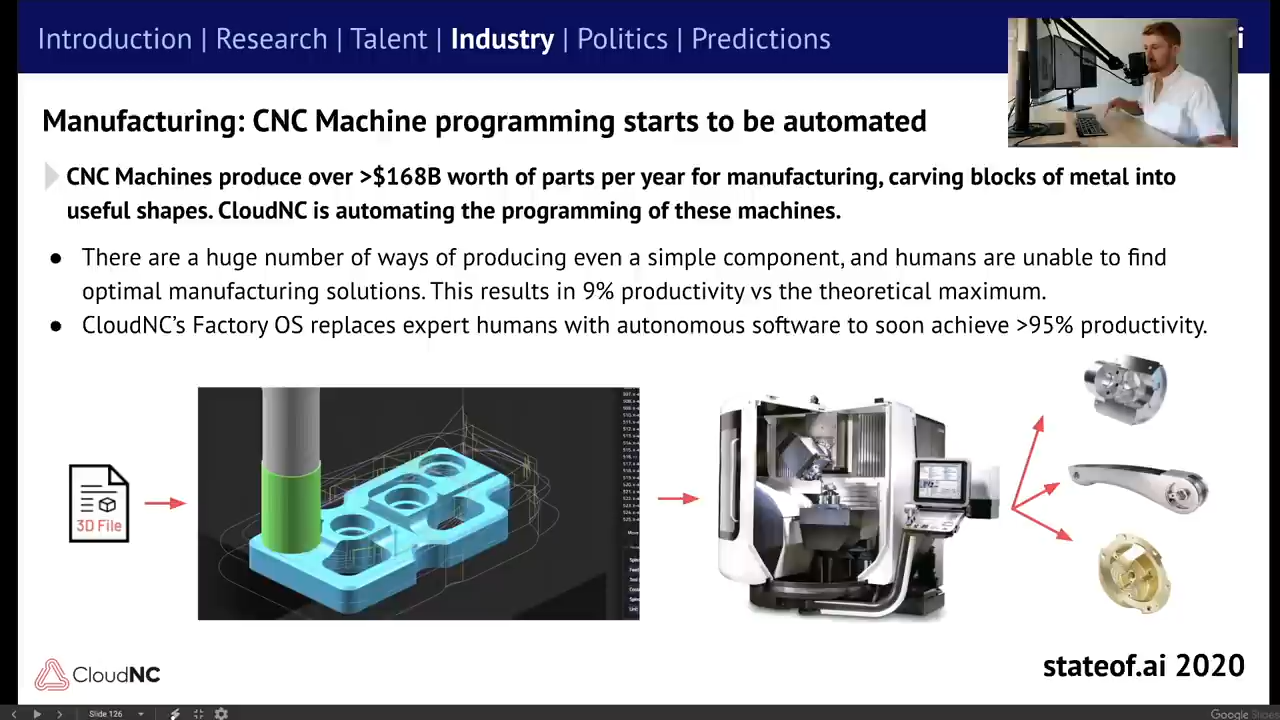 Introduction | Research | Talent | Industry | Politics | Predictions
i
Manufacturing: CNC Machine programming starts to be automated
CNC Machines produce over >$168B worth of parts per year for manufacturing, carving blocks of metal into
useful shapes. CloudNC is automating the programming of these machines.
● There are a huge number of ways of producing even a simple component, and humans are unable to find
optimal manufacturing solutions. This results in 9% productivity vs the theoretical maximum.
● CloudNC's Factory OS replaces expert humans with autonomous software to soon achieve >95% productivity.
3D File
CloudNC
stateof.ai 2020
Slide 126
Google Slides